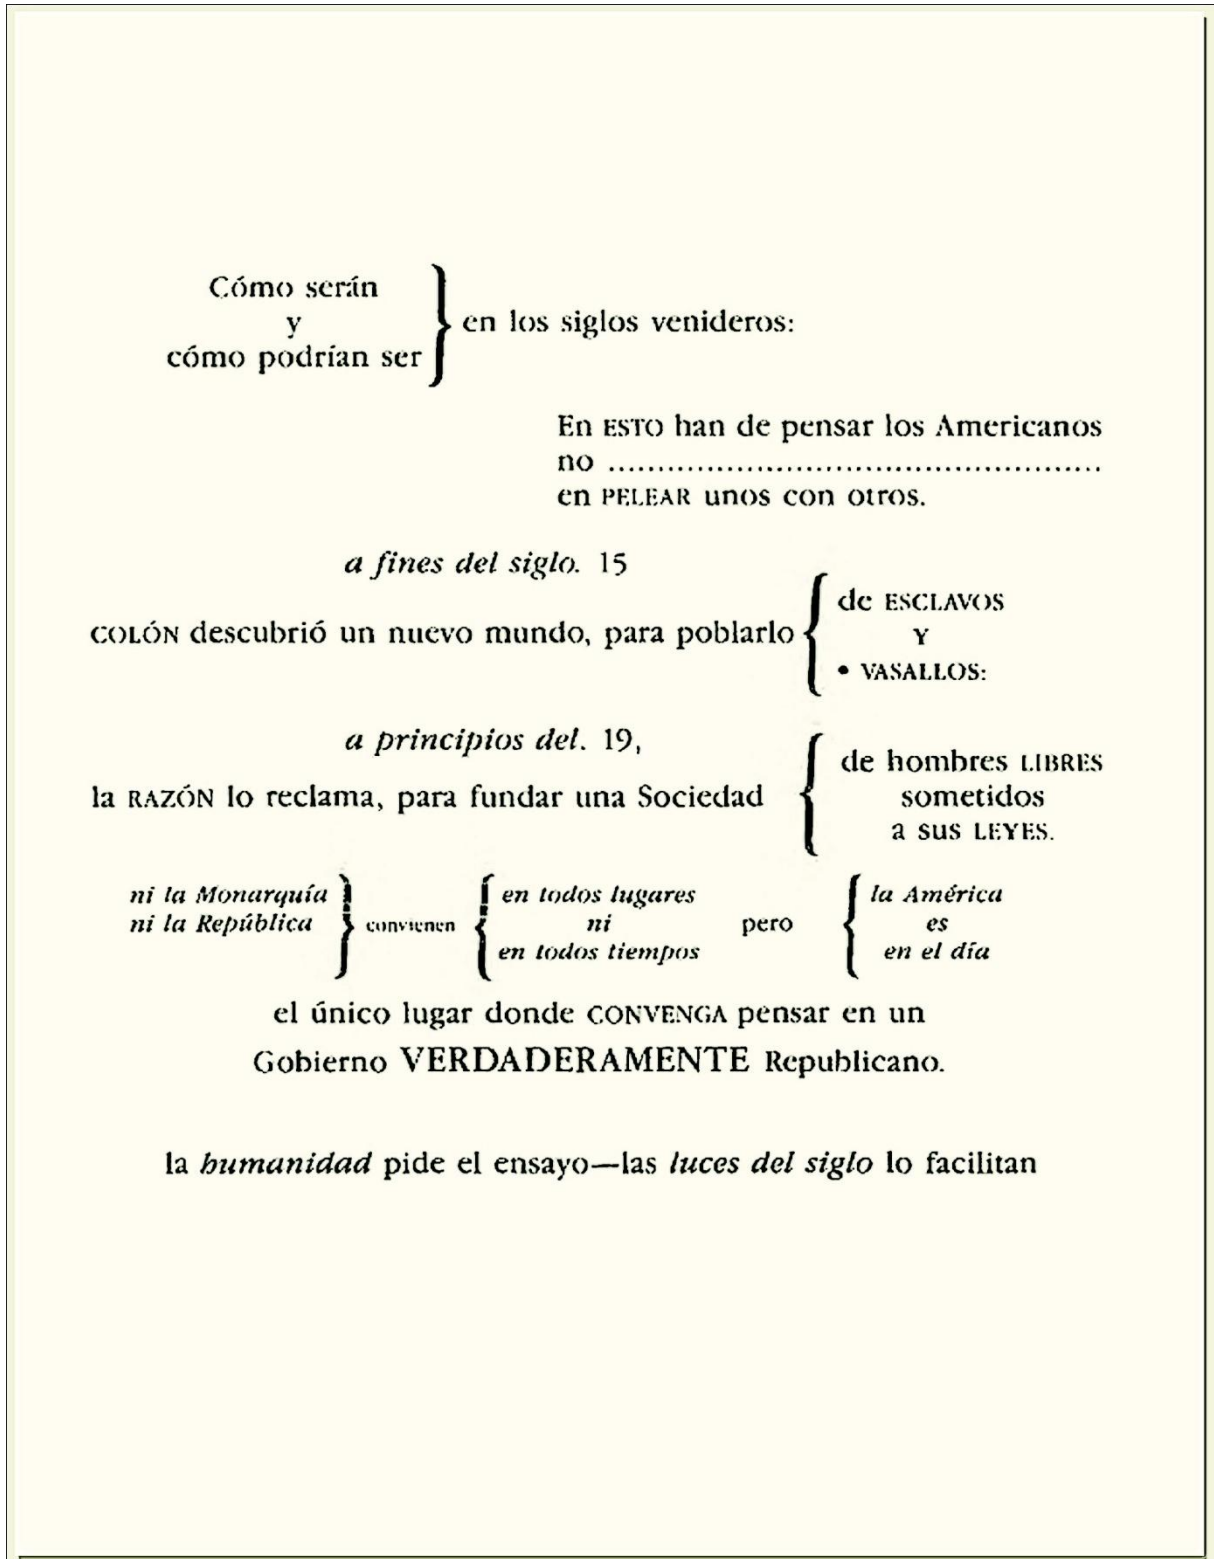 Cómo serán
y
cómo podrían ser
en los siglos venideros:
En ESTO han de pensar los Americanos
no ..................................................
en PELEAR unos con otros.
a fines del siglo. 15
COLÓN descubrió un nuevo mundo, para poblarlo
de ESCLAVOS
Y
• VASALLOS:
a principios del. 19,
la RAZÓN lo reclama, para fundar una Sociedad
de hombres LIBRES
sometidos
a sus LEYES.
ni la Monarquía
ni la República
convienen
en todos lugares
ni
en todos tiempos
pero
la América
es
en el día
el único lugar donde CONVENGA pensar en un
Gobierno VERDADERAMENTE Republicano.
la humanidad pide el ensayo—las luces del siglo lo facilitan